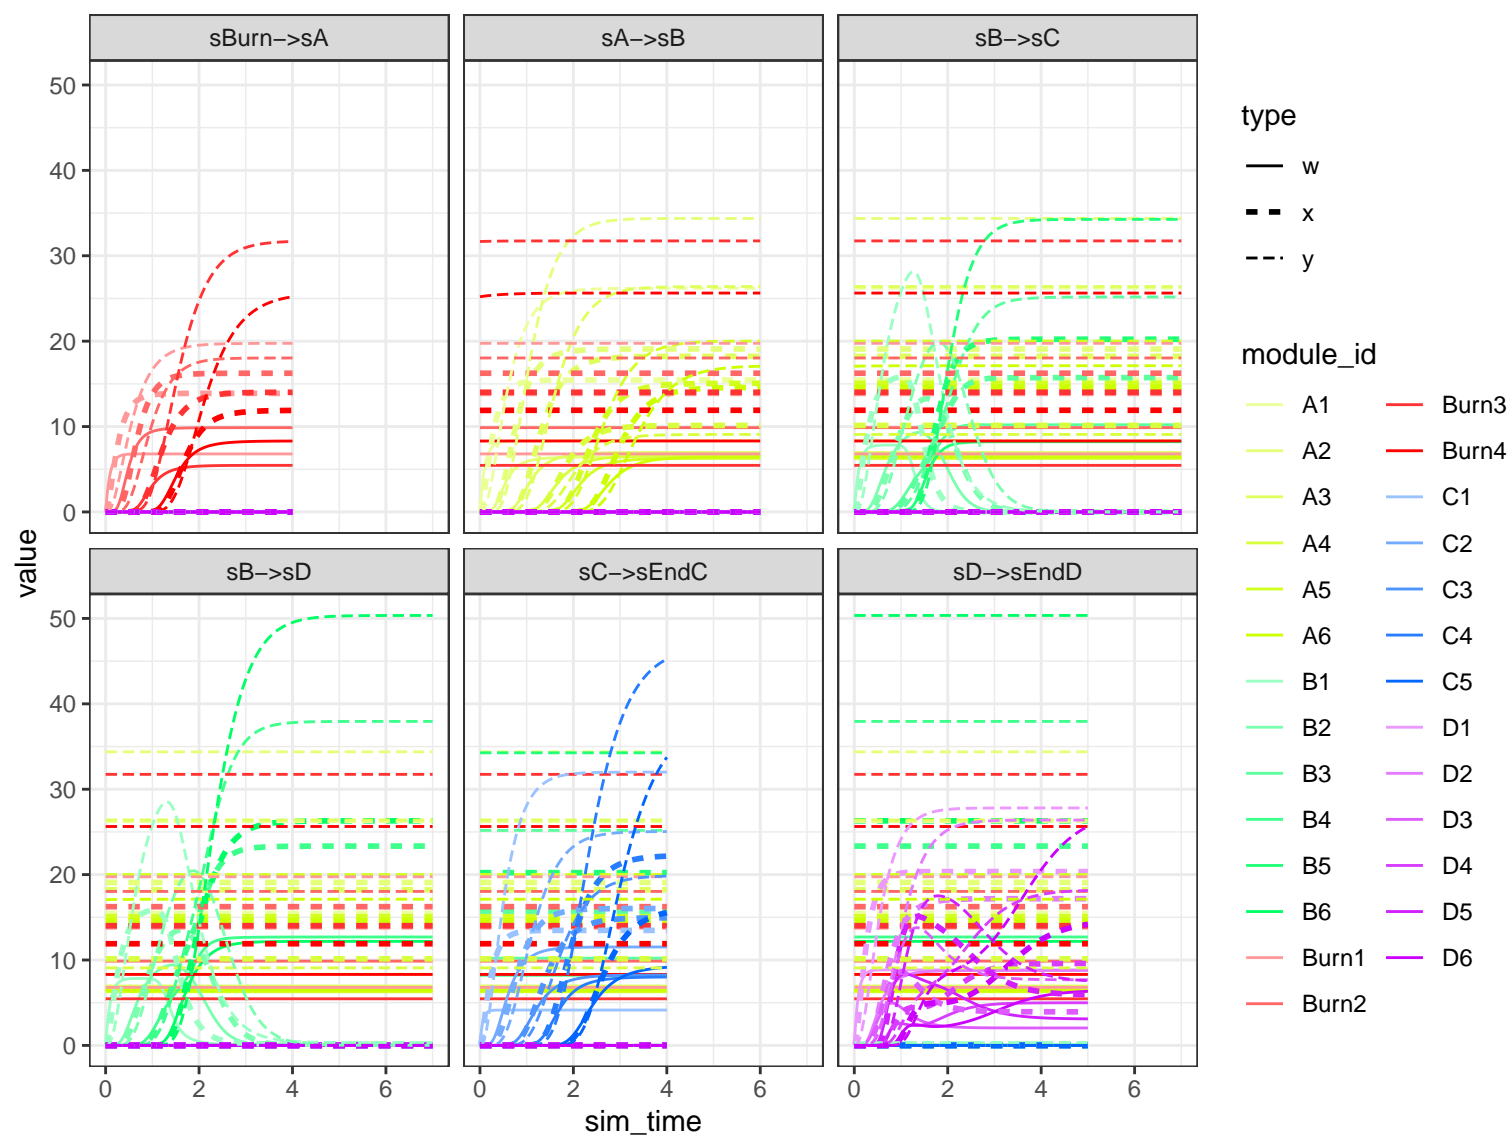 sBurn−>sA
sA−>sB
sB−>sC
50
40
30
20
10
0
sB−>sD
sC−>sEndC
sD−>sEndD
50
40
30
20
10
0
0 2 4 6
0 2 4 6
0 2 4 6
sim_time
value
type
w
x
y
module_id
A1
A2
A3
A4
A5
A6
B1
B2
B3
B4
B5
B6
Burn1
Burn2
Burn3
Burn4
C1
C2
C3
C4
C5
D1
D2
D3
D4
D5
D6